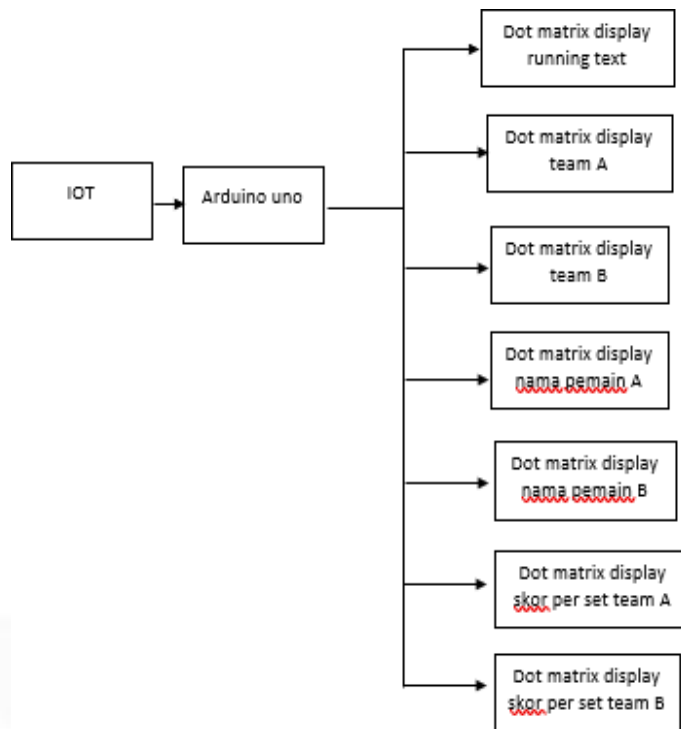 Dot matrix display
running text
Dot matrix display
team A
IOT
Arduino uno
Dot matrix display
team B
Dot matrix display
nama pemain A
Dot matrix display
nama pemain B
Dot matrix display
skor per set team A
Dot matrix display
skor per set team B